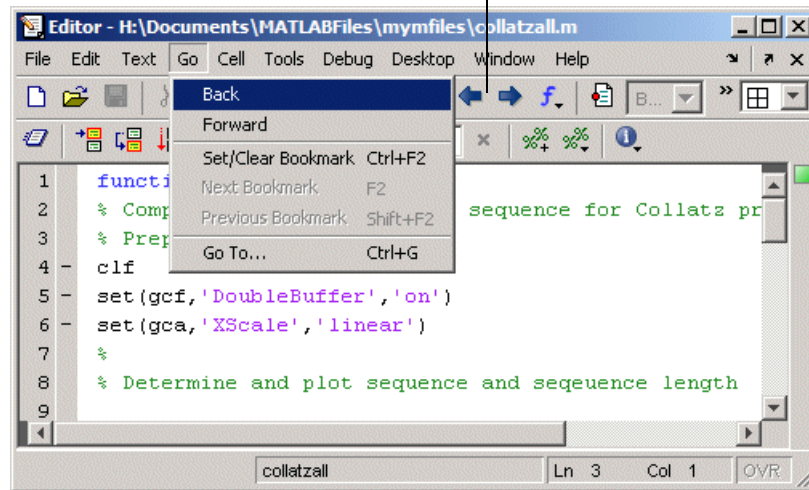 Editor - H:\Documents\MATLABFiles\mymfiles\collatzall.m
File Edit Text Go Cell Tools Debug Desktop Window Help
B...
Back
Forward
Set/Clear Bookmark Ctrl+F2
Next Bookmark F2
Previous Bookmark Shift+F2
Go To... Ctrl+G
1 functi
2 % Comp sequence for Collatz pr
3 % Prep
4 - clf
5 - set(gcf,'DoubleBuffer','on')
6 - set(gca,'XScale','linear')
7 %
8 % Determine and plot sequence and seqeuence length
9
collatzall Ln 3 Col 1 OVR